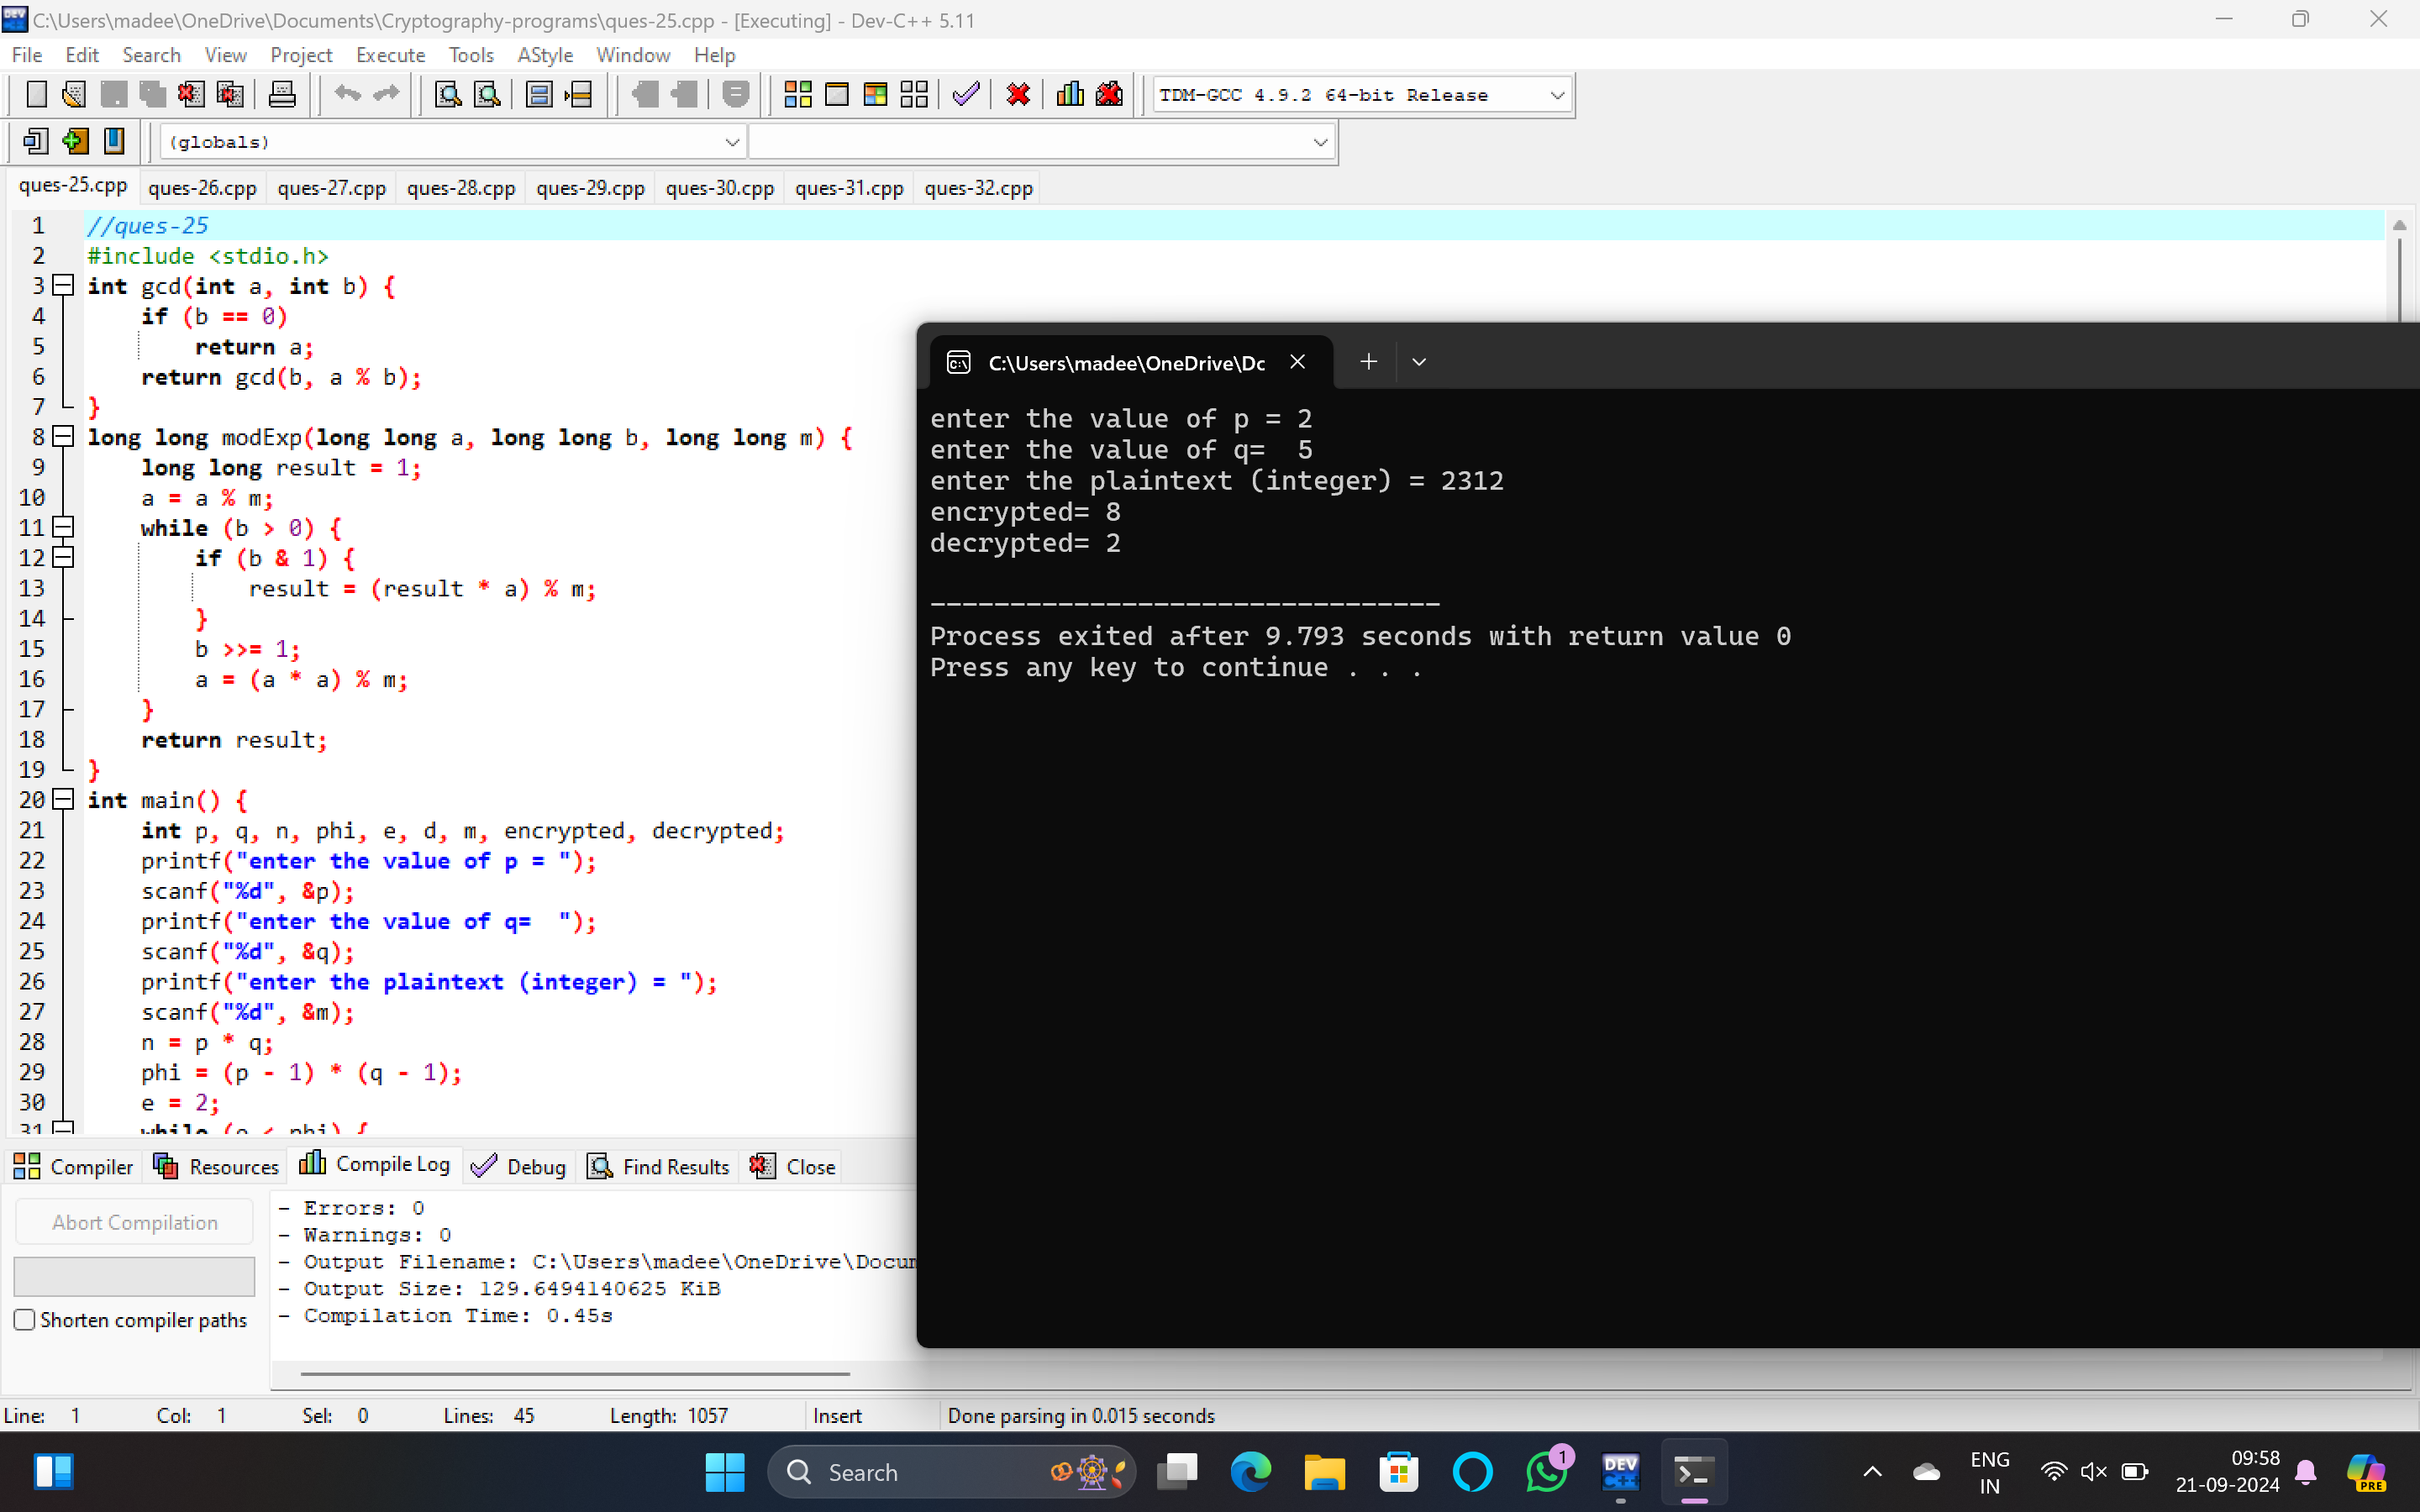 C:\Users\madee\OneDrive\Documents\Cryptography-programs\ques-25.cpp - [Executing] - Dev-C++ 5.11
File Edit Search View Project Execute Tools AStyle Window Help
TDM-GCC 4.9.2 64-bit Release
(globals)
ques-25.cpp ques-26.cpp ques-27.cpp ques-28.cpp ques-29.cpp ques-30.cpp ques-31.cpp ques-32.cpp
1 //ques-25
2 #include <stdio.h>
3 int gcd(int a, int b) {
4 if (b == 0)
5 return a;
6 return gcd(b, a % b);
7 }
8 long long modExp(long long a, long long b, long long m) {
9 long long result = 1;
10 a = a % m;
11 while (b > 0) {
12 if (b & 1) {
13 result = (result * a) % m;
14 }
15 b >>= 1;
16 a = (a * a) % m;
17 }
18 return result;
19 }
20 int main() {
21 int p, q, n, phi, e, d, m, encrypted, decrypted;
22 printf("enter the value of p = ");
23 scanf("%d", &p);
24 printf("enter the value of q=  ");
25 scanf("%d", &q);
26 printf("enter the plaintext (integer) = ");
27 scanf("%d", &m);
28 n = p * q;
29 phi = (p - 1) * (q - 1);
30 e = 2;
31 while (e < phi) {
C:\Users\madee\OneDrive\Dc
enter the value of p = 2
enter the value of q=  5
enter the plaintext (integer) = 2312
encrypted= 8
decrypted= 2
--------------------------------
Process exited after 9.793 seconds with return value 0
Press any key to continue . . .
Compiler Resources Compile Log Debug Find Results Close
Abort Compilation
Shorten compiler paths
- Errors: 0
- Warnings: 0
- Output Filename: C:\Users\madee\OneDrive\Docum
- Output Size: 129.6494140625 KiB
- Compilation Time: 0.45s
Line: 1 Col: 1 Sel: 0 Lines: 45 Length: 1057 Insert Done parsing in 0.015 seconds
Search
1
DEV
ENG
IN
09:58
21-09-2024
PRE